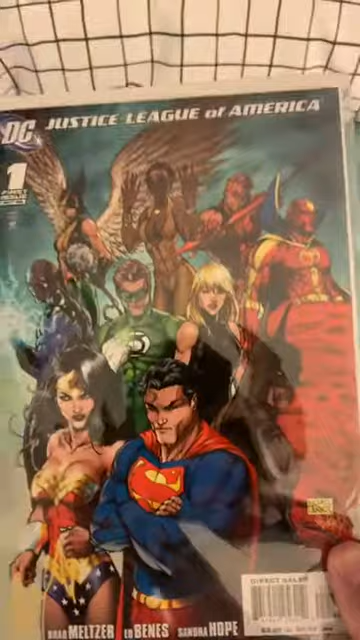 DC
JUSTICE LEAGUE of AMERICA
1
DIRECT SALES
BRAD MELTZER ED BENES SANDRA HOPE